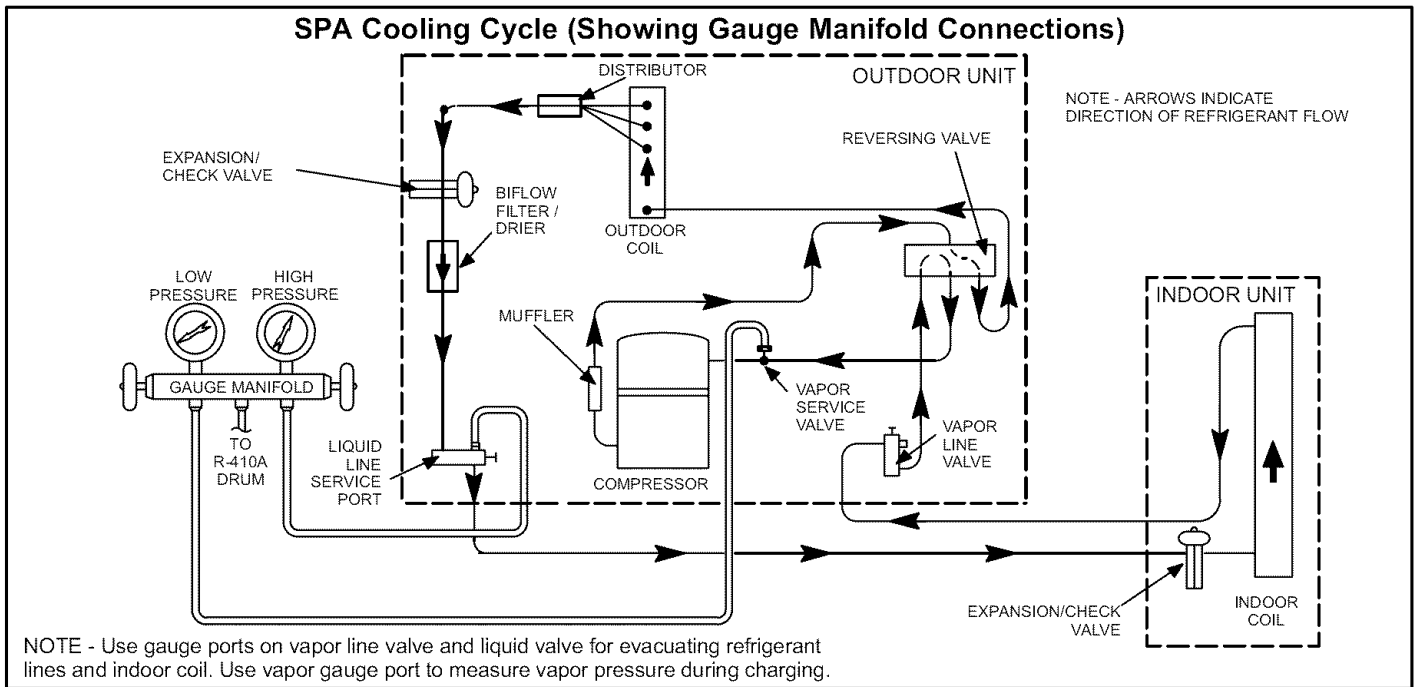 SPA Cooling Cycle (Showing Gauge Manifold Connections)
DISTRIBUTOR
OUTDOOR UNIT
NOTE - ARROWS INDICATE
DIRECTION OF REFRIGERANT FLOW
REVERSING VALVE
EXPANSION/
CHECK VALVE
BIFLOW
FILTER /
DRIER
OUTDOOR
COIL
LOW
PRESSURE
HIGH
PRESSURE
INDOOR UNIT
MUFFLER
GAUGE MANIFOLD
VAPOR
SERVICE
VALVE
VAPOR
LINE
VALVE
TO
R-410A
DRUM
LIQUID
LINE
SERVICE
PORT
COMPRESSOR
EXPANSION/CHECK
VALVE
INDOOR
COIL
NOTE - Use gauge ports on vapor line valve and liquid valve for evacuating refrigerant
lines and indoor coil. Use vapor gauge port to measure vapor pressure during charging.